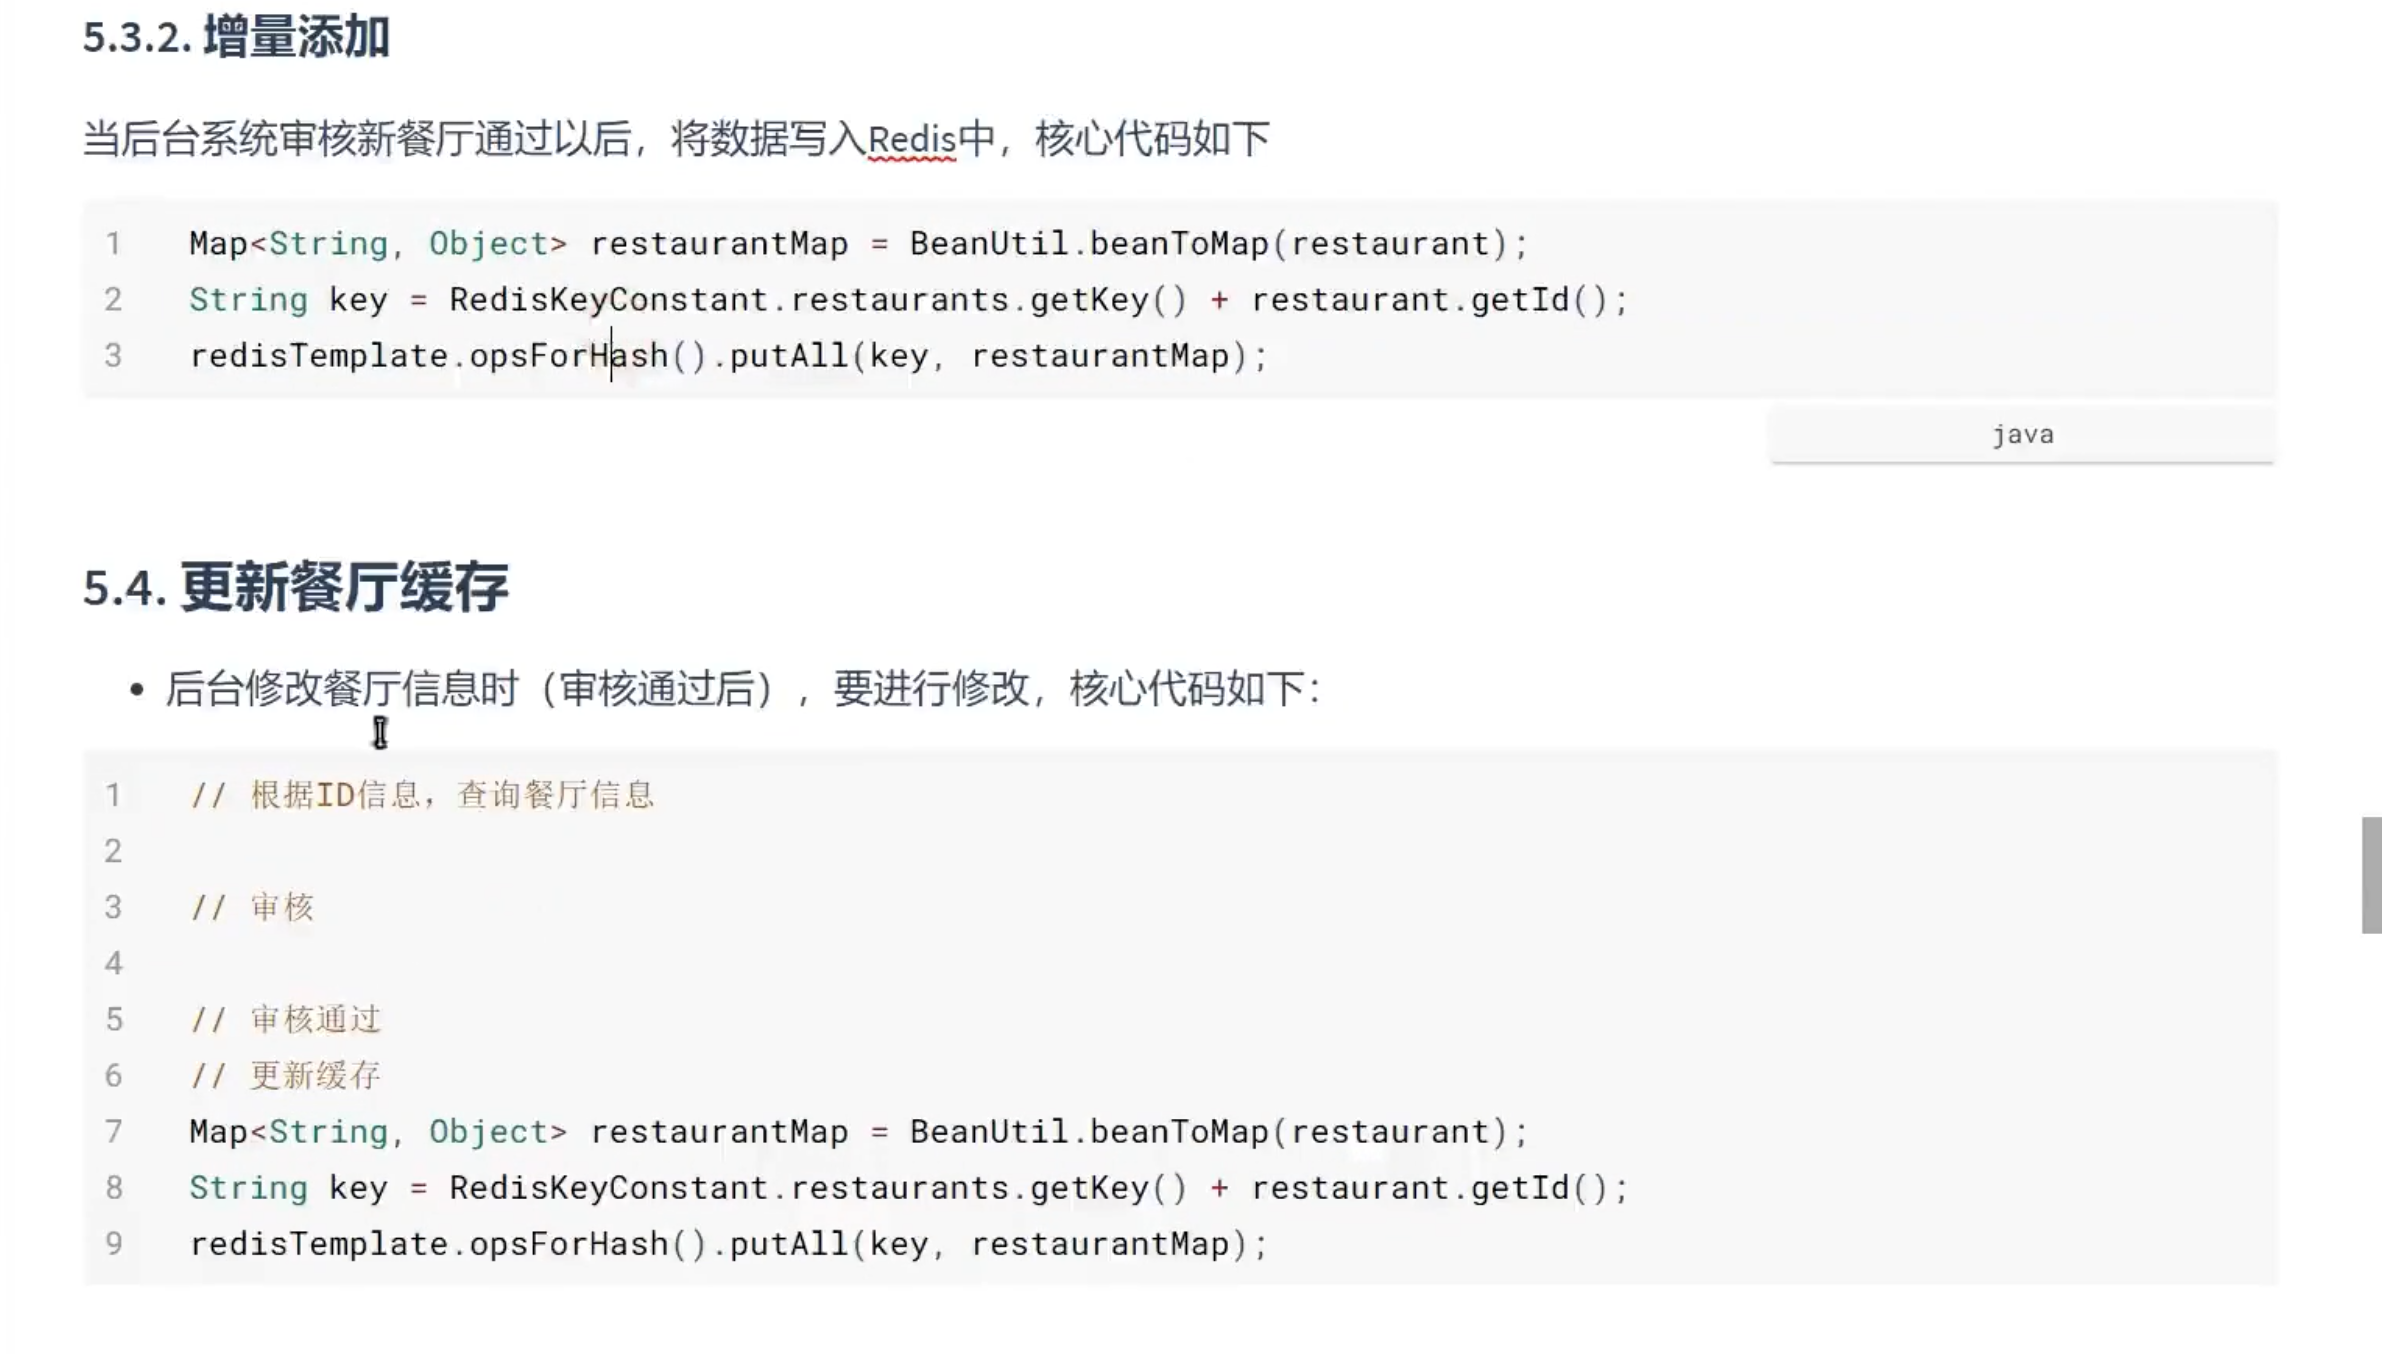 5.3.2. 增量添加
当后台系统审核新餐厅通过以后，将数据写入Redis中，核心代码如下
1 Map<String, Object> restaurantMap = BeanUtil.beanToMap(restaurant);
2 String key = RedisKeyConstant.restaurants.getKey() + restaurant.getId();
3 redisTemplate.opsForHash().putAll(key, restaurantMap);
java
5.4. 更新餐厅缓存
• 后台修改餐厅信息时（审核通过后），要进行修改，核心代码如下：
1 // 根据ID信息，查询餐厅信息
2
3 // 审核
4
5 // 审核通过
6 // 更新缓存
7 Map<String, Object> restaurantMap = BeanUtil.beanToMap(restaurant);
8 String key = RedisKeyConstant.restaurants.getKey() + restaurant.getId();
9 redisTemplate.opsForHash().putAll(key, restaurantMap);